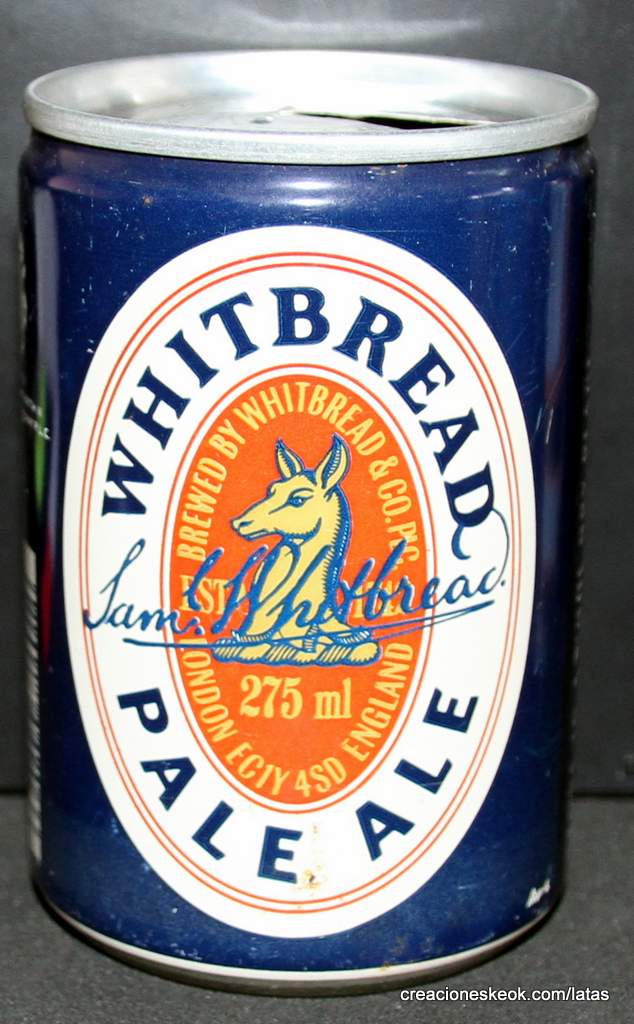 WHITBREAD
BREWED BY WHITBREAD & CO. PLC.
Sam.l Whitbread.
EST
275 ml
LONDON EC1Y 4SD ENGLAND
PALE ALE
creacioneskeok.com/latas